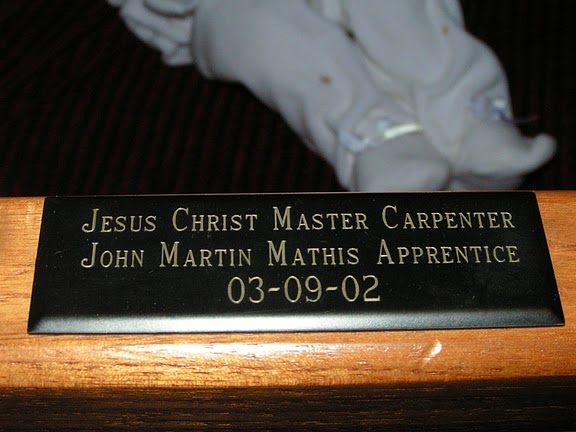 Jesus Christ Master Carpenter
John Martin Mathis Apprentice
03-09-02